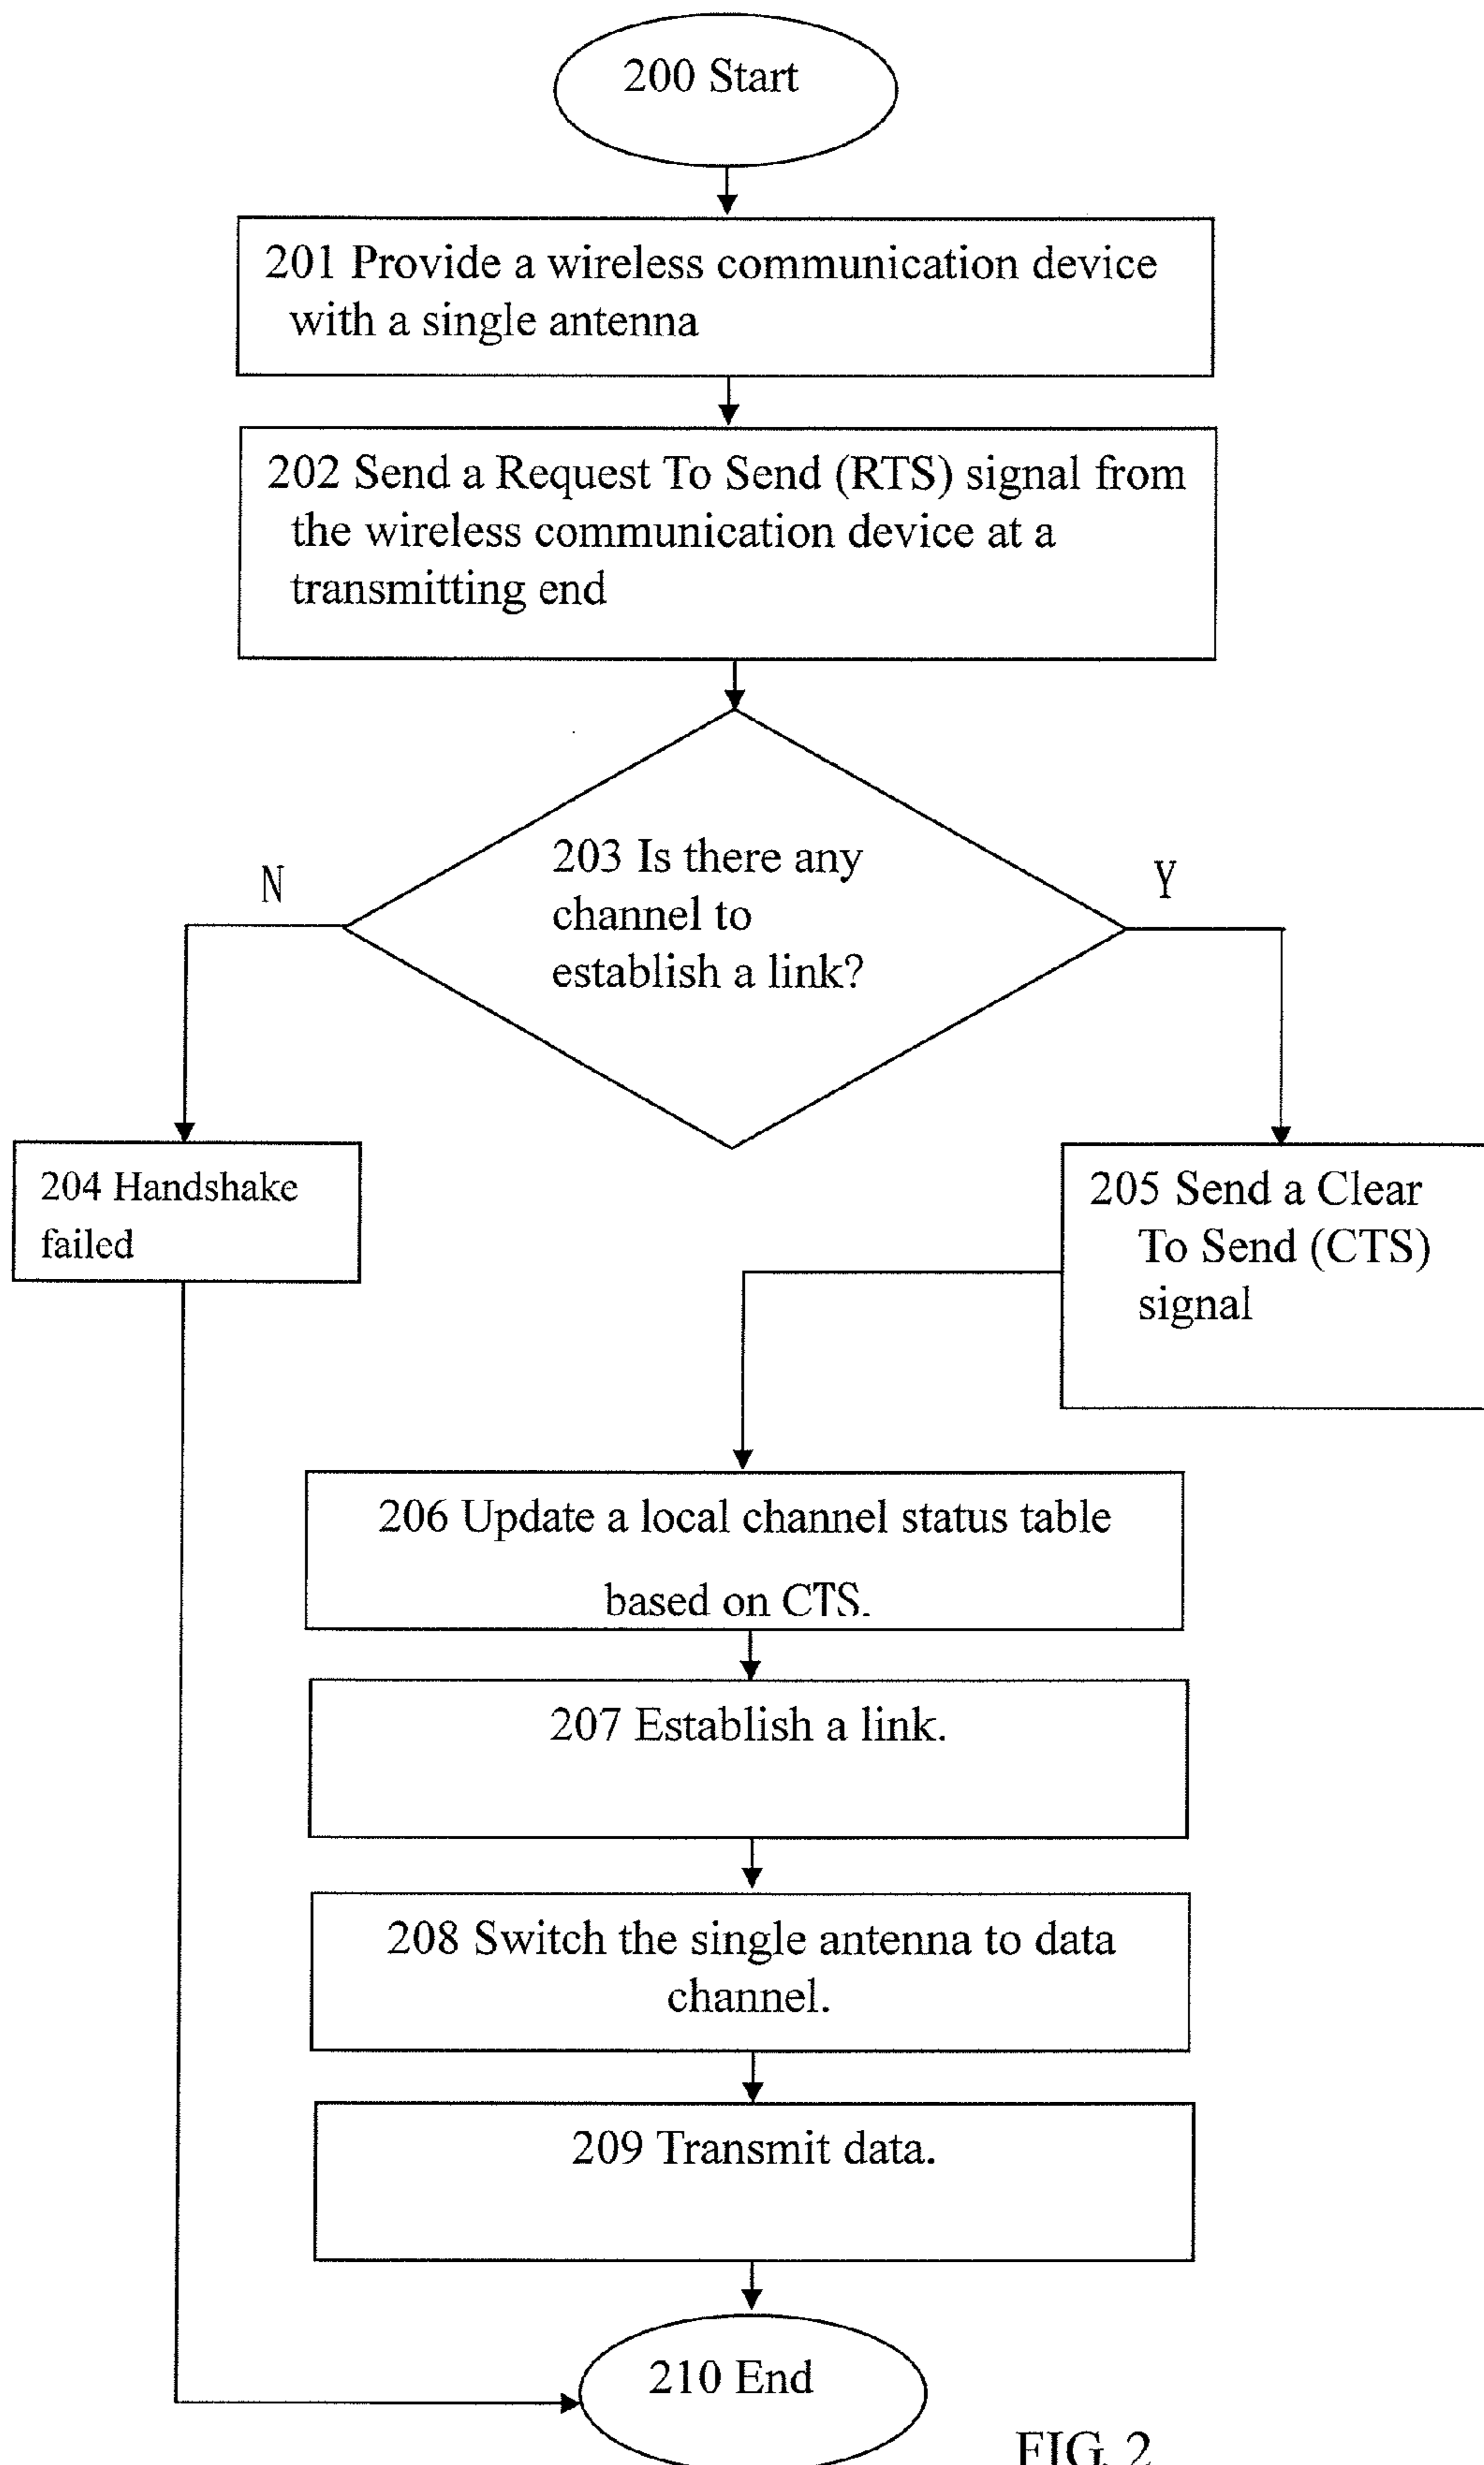 200 Start
201 Provide a wireless communication device
with a single antenna
202 Send a Request To Send (RTS) signal from
the wireless communication device at a
transmitting end
203 Is there any
channel to
establish a link?
N
Y
204 Handshake
failed
205 Send a Clear
To Send (CTS)
signal
206 Update a local channel status table
based on CTS.
207 Establish a link.
208 Switch the single antenna to data
channel.
209 Transmit data.
210 End
FIG. 2